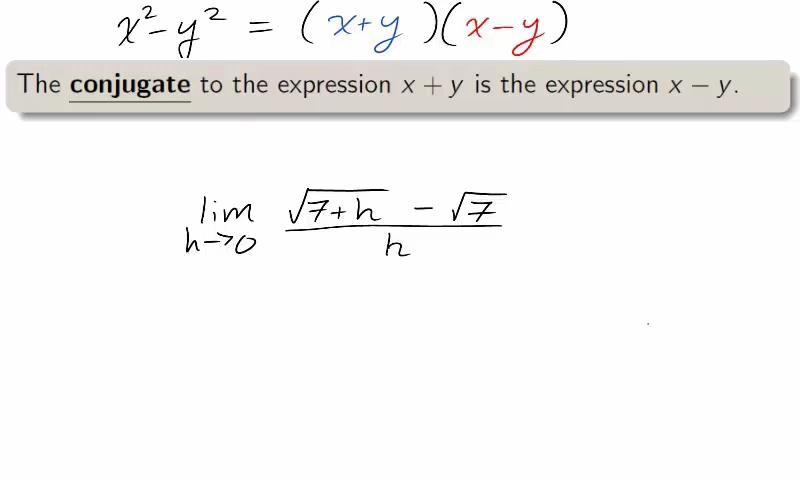 x² - y² = (x+y)(x-y)
The conjugate to the expression x + y is the expression x − y.
lim √7+h - √7
h→0 h